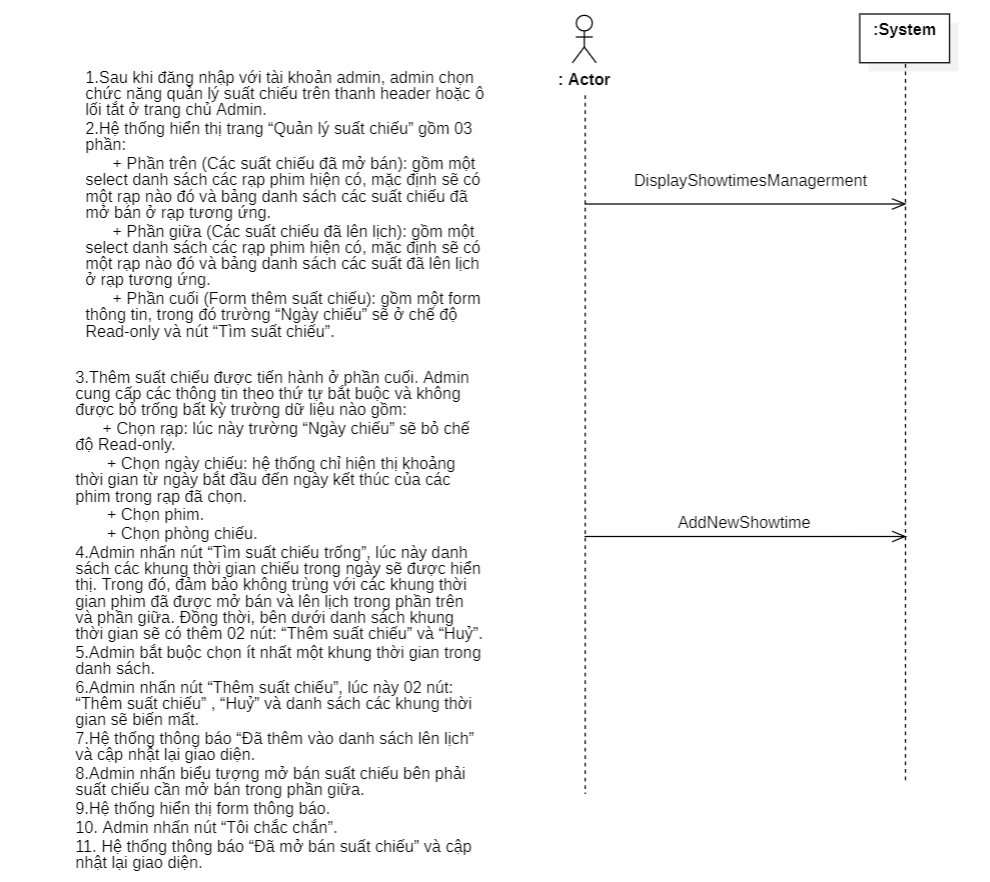 1.Sau khi đăng nhập với tài khoản admin, admin chọn
chức năng quản lý suất chiếu trên thanh header hoặc ô
lối tắt ở trang chủ Admin.
2.Hệ thống hiển thị trang “Quản lý suất chiếu” gồm 03
phần:
+ Phần trên (Các suất chiếu đã mở bán): gồm một
select danh sách các rạp phim hiện có, mặc định sẽ có
một rạp nào đó và bảng danh sách các suất chiếu đã
mở bán ở rạp tương ứng.
+ Phần giữa (Các suất chiếu đã lên lịch): gồm một
select danh sách các rạp phim hiện có, mặc định sẽ có
một rạp nào đó và bảng danh sách các suất đã lên lịch
ở rạp tương ứng.
+ Phần cuối (Form thêm suất chiếu): gồm một form
thông tin, trong đó trường “Ngày chiếu” sẽ ở chế độ
Read-only và nút “Tìm suất chiếu”.
3.Thêm suất chiếu được tiến hành ở phần cuối. Admin
cung cấp các thông tin theo thứ tự bắt buộc và không
được bỏ trống bất kỳ trường dữ liệu nào gồm:
+ Chọn rạp: lúc này trường “Ngày chiếu” sẽ bỏ chế
độ Read-only.
+ Chọn ngày chiếu: hệ thống chỉ hiện thị khoảng
thời gian từ ngày bắt đầu đến ngày kết thúc của các
phim trong rạp đã chọn.
+ Chọn phim.
+ Chọn phòng chiếu.
4.Admin nhấn nút “Tìm suất chiếu trống”, lúc này danh
sách các khung thời gian chiếu trong ngày sẽ được hiển
thị. Trong đó, đảm bảo không trùng với các khung thời
gian phim đã được mở bán và lên lịch trong phần trên
và phần giữa. Đồng thời, bên dưới danh sách khung
thời gian sẽ có thêm 02 nút: “Thêm suất chiếu” và “Huỷ”.
5.Admin bắt buộc chọn ít nhất một khung thời gian trong
danh sách.
6.Admin nhấn nút “Thêm suất chiếu”, lúc này 02 nút:
“Thêm suất chiếu” , “Huỷ” và danh sách các khung thời
gian sẽ biến mất.
7.Hệ thống thông báo “Đã thêm vào danh sách lên lịch”
và cập nhật lại giao diện.
8.Admin nhấn biểu tượng mở bán suất chiếu bên phải
suất chiếu cần mở bán trong phần giữa.
9.Hệ thống hiển thị form thông báo.
10. Admin nhấn nút “Tôi chắc chắn”.
11. Hệ thống thông báo “Đã mở bán suất chiếu” và cập
nhật lại giao diện.
: Actor
:System
DisplayShowtimesManagerment
AddNewShowtime